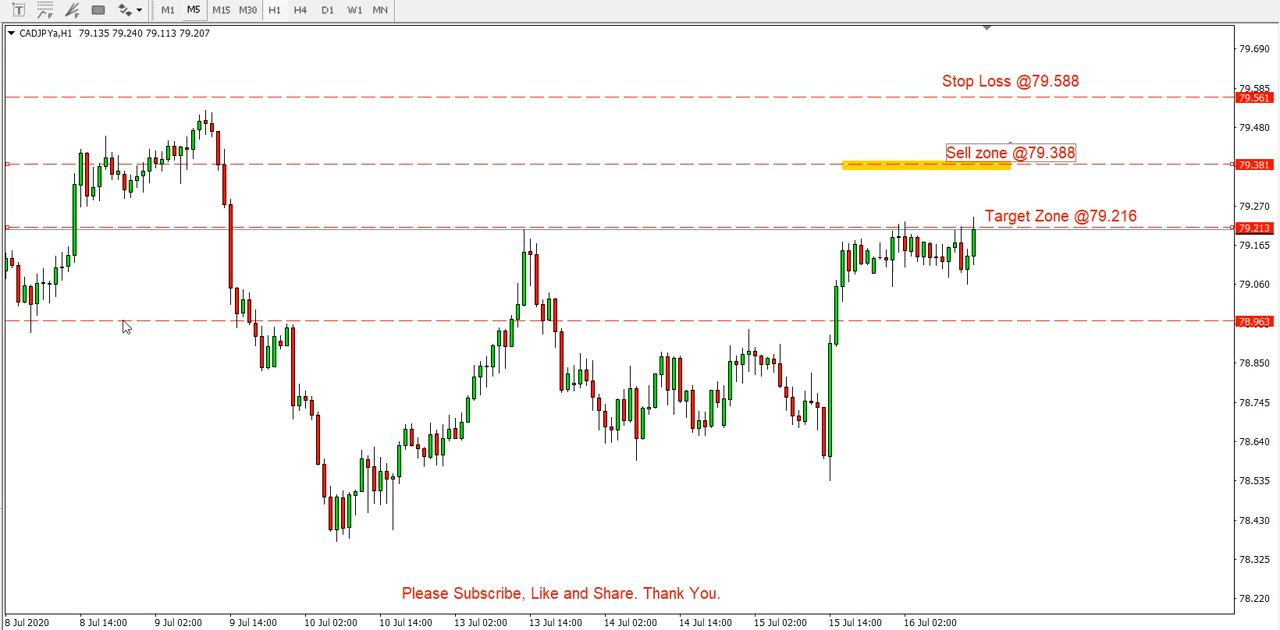 T F F M1 M5 M15 M30 H1 H4 D1 W1 MN
CADJPYa,H1 79.135 79.240 79.113 79.207
79.690
Stop Loss @79.588
79.585
79.561
79.480
Sell zone @79.388
79.381
79.270
Target Zone @79.216
79.213
79.165
79.060
78.963
78.850
78.745
78.640
78.535
78.430
78.325
Please Subscribe, Like and Share. Thank You.
78.220
8 Jul 2020 8 Jul 14:00 9 Jul 02:00 9 Jul 14:00 10 Jul 02:00 10 Jul 14:00 13 Jul 02:00 13 Jul 14:00 14 Jul 02:00 14 Jul 14:00 15 Jul 02:00 15 Jul 14:00 16 Jul 02:00